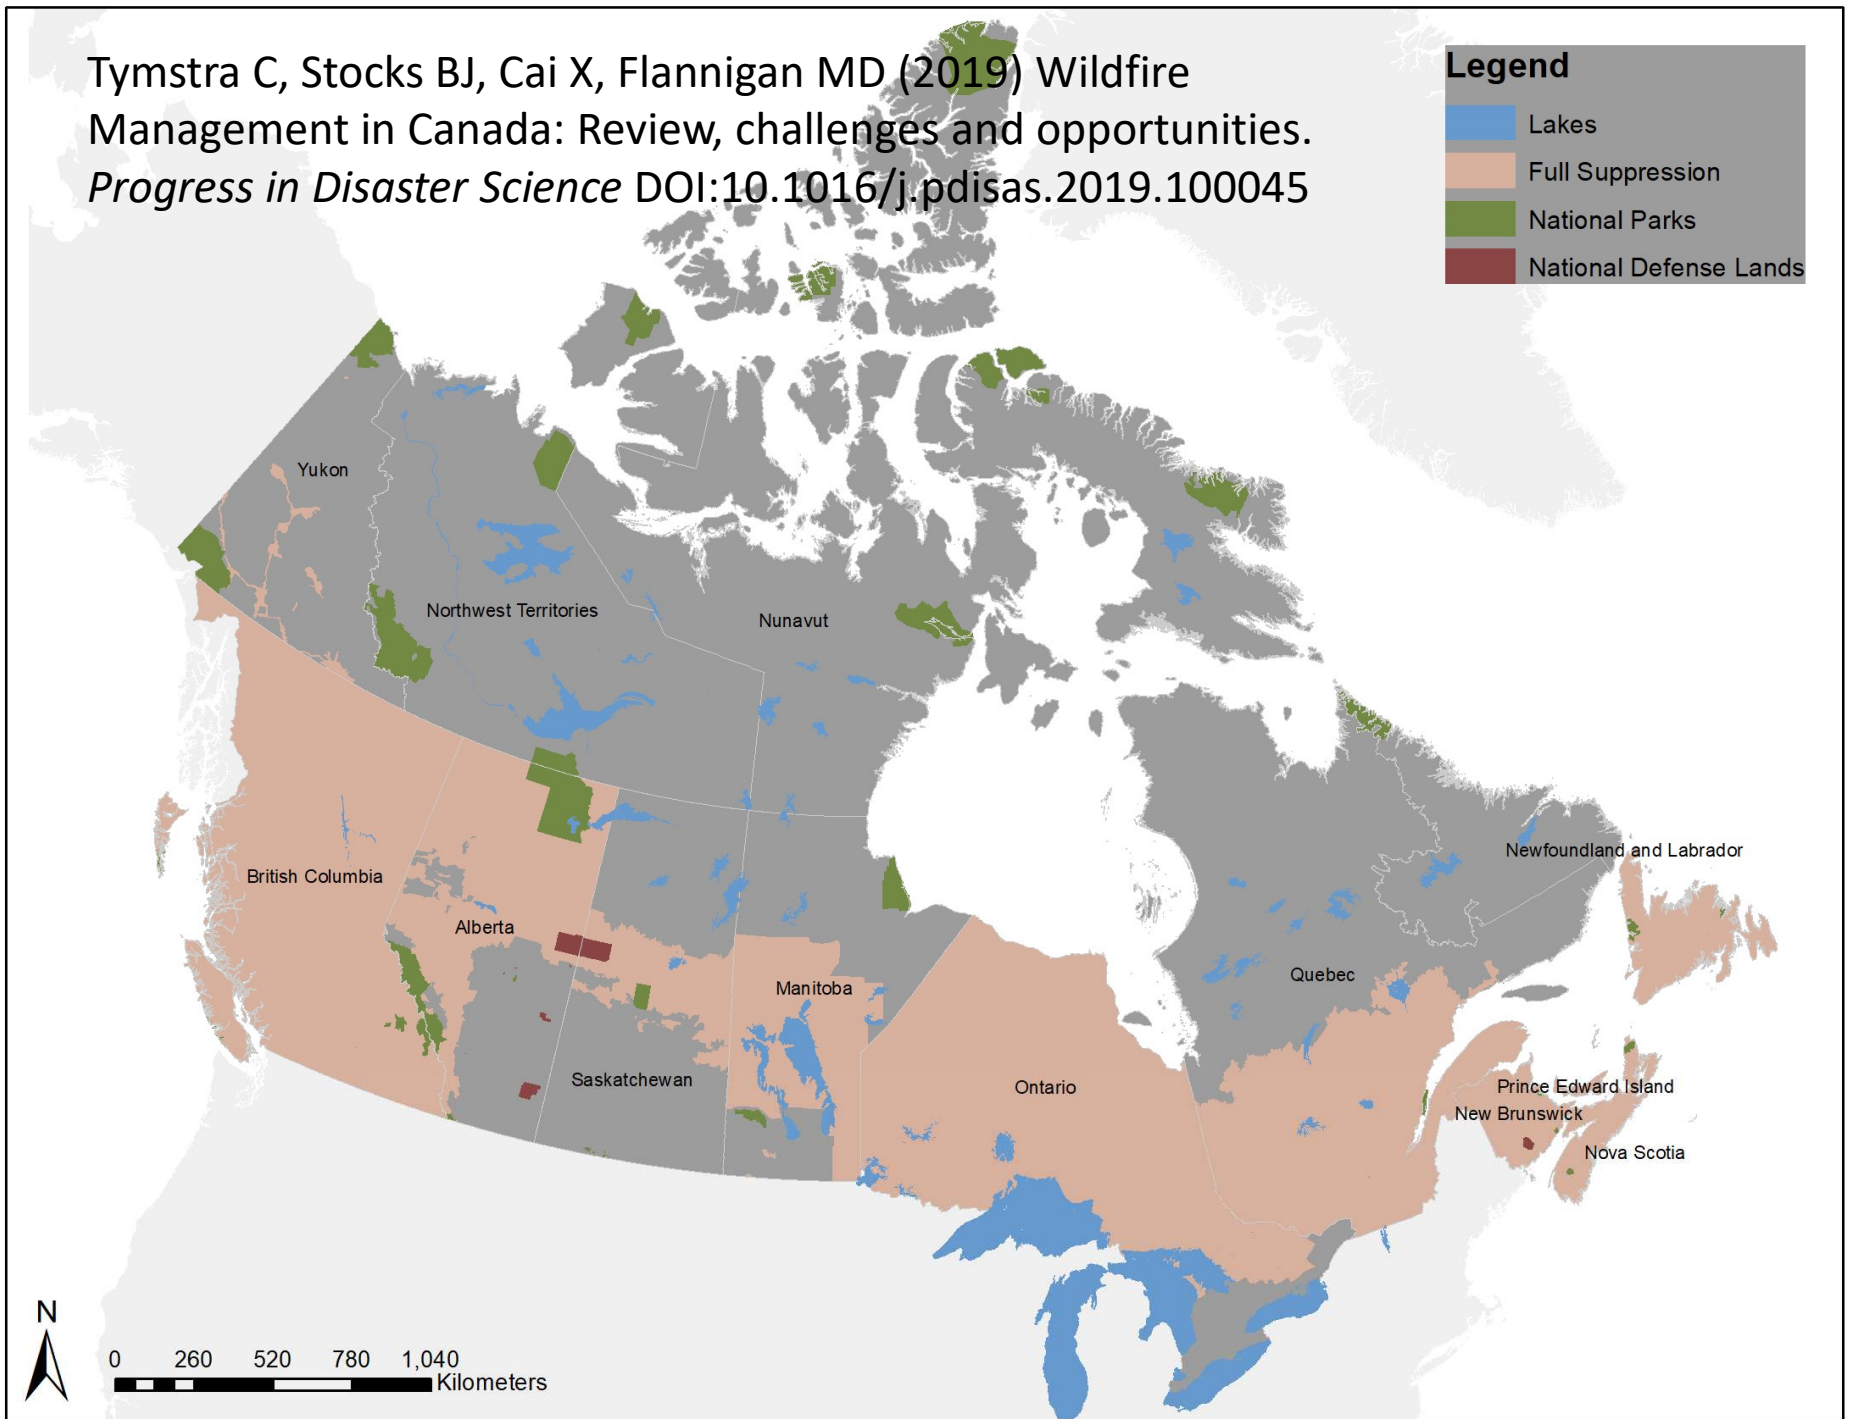 Tymstra C, Stocks BJ, Cai X, Flannigan MD (2019) Wildfire
Management in Canada: Review, challenges and opportunities.
Progress in Disaster Science DOI:10.1016/j.pdisas.2019.100045
Legend
Lakes
Full Suppression
National Parks
National Defense Lands
Yukon
Northwest Territories
Nunavut
British Columbia
Alberta
Saskatchewan
Manitoba
Ontario
Quebec
Newfoundland and Labrador
Prince Edward Island
New Brunswick
Nova Scotia
N
0 260 520 780 1,040
Kilometers